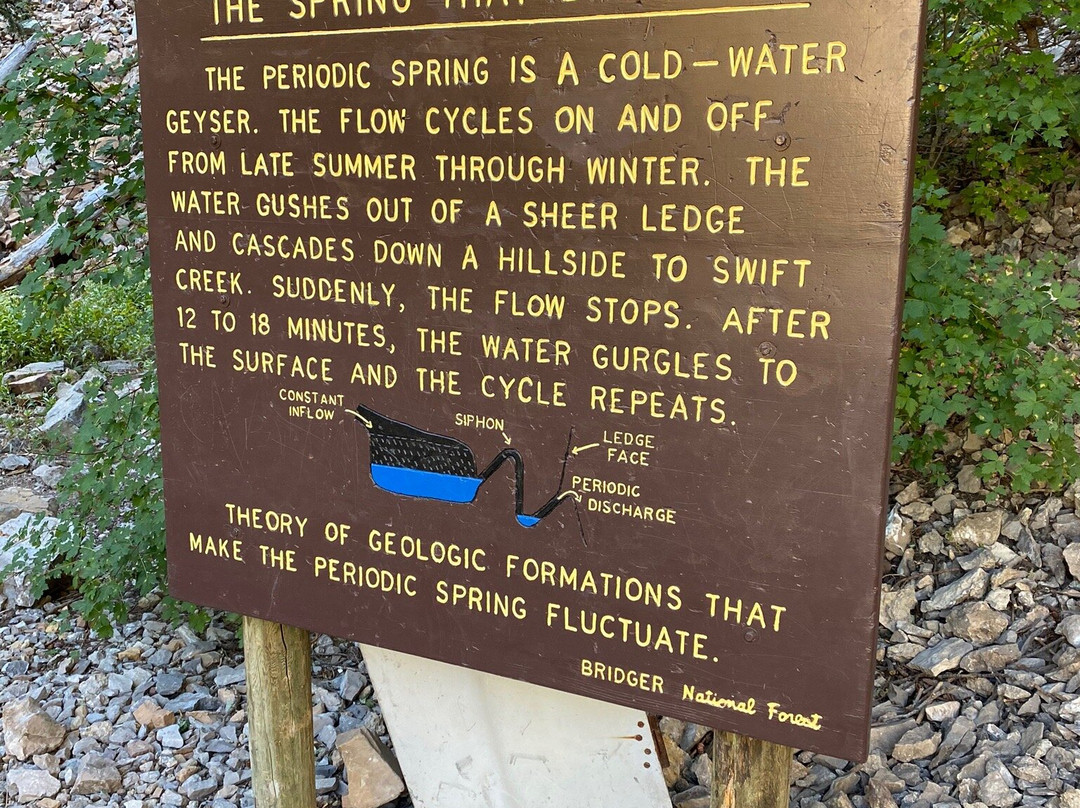 THE SPRING THAT
THE PERIODIC SPRING IS A COLD-WATER
GEYSER. THE FLOW CYCLES ON AND OFF
FROM LATE SUMMER THROUGH WINTER. THE
WATER GUSHES OUT OF A SHEER LEDGE
AND CASCADES DOWN A HILLSIDE TO SWIFT
CREEK. SUDDENLY, THE FLOW STOPS. AFTER
12 TO 18 MINUTES, THE WATER GURGLES TO
THE SURFACE AND THE CYCLE REPEATS.
CONSTANT
INFLOW
SIPHON
LEDGE
FACE
PERIODIC
DISCHARGE
THEORY OF GEOLOGIC FORMATIONS THAT
MAKE THE PERIODIC SPRING FLUCTUATE.
BRIDGER National Forest